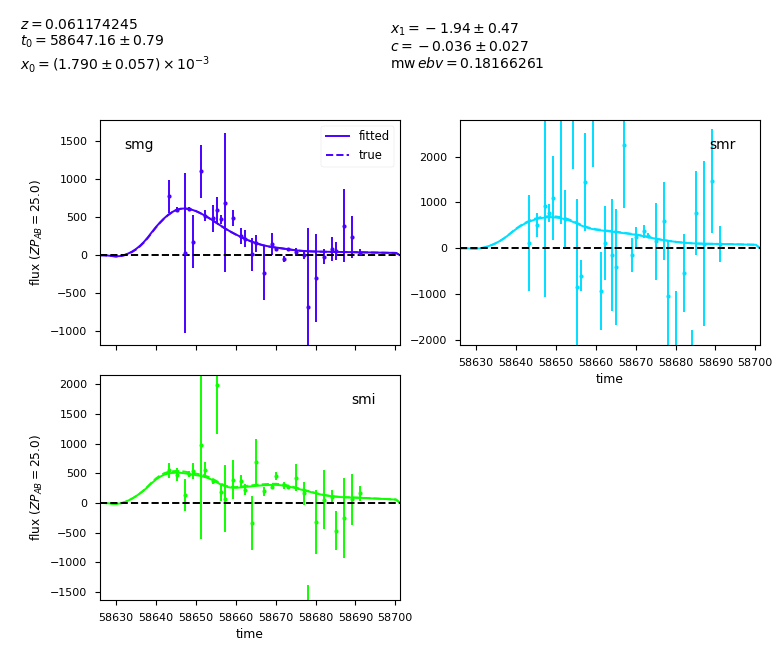 z = 0.061174245
t₀ = 58647.16 ± 0.79
x₀ = (1.790 ± 0.057) × 10⁻³
x₁ = −1.94 ± 0.47
c = −0.036 ± 0.027
mw ebv = 0.18166261
smg
fitted
true
1500
1000
500
0
−500
−1000
flux (ZP_AB = 25.0)
smr
2000
1000
0
−1000
−2000
58630 58640 58650 58660 58670 58680 58690 58700
time
smi
2000
1500
1000
500
0
−500
−1000
−1500
flux (ZP_AB = 25.0)
58630 58640 58650 58660 58670 58680 58690 58700
time